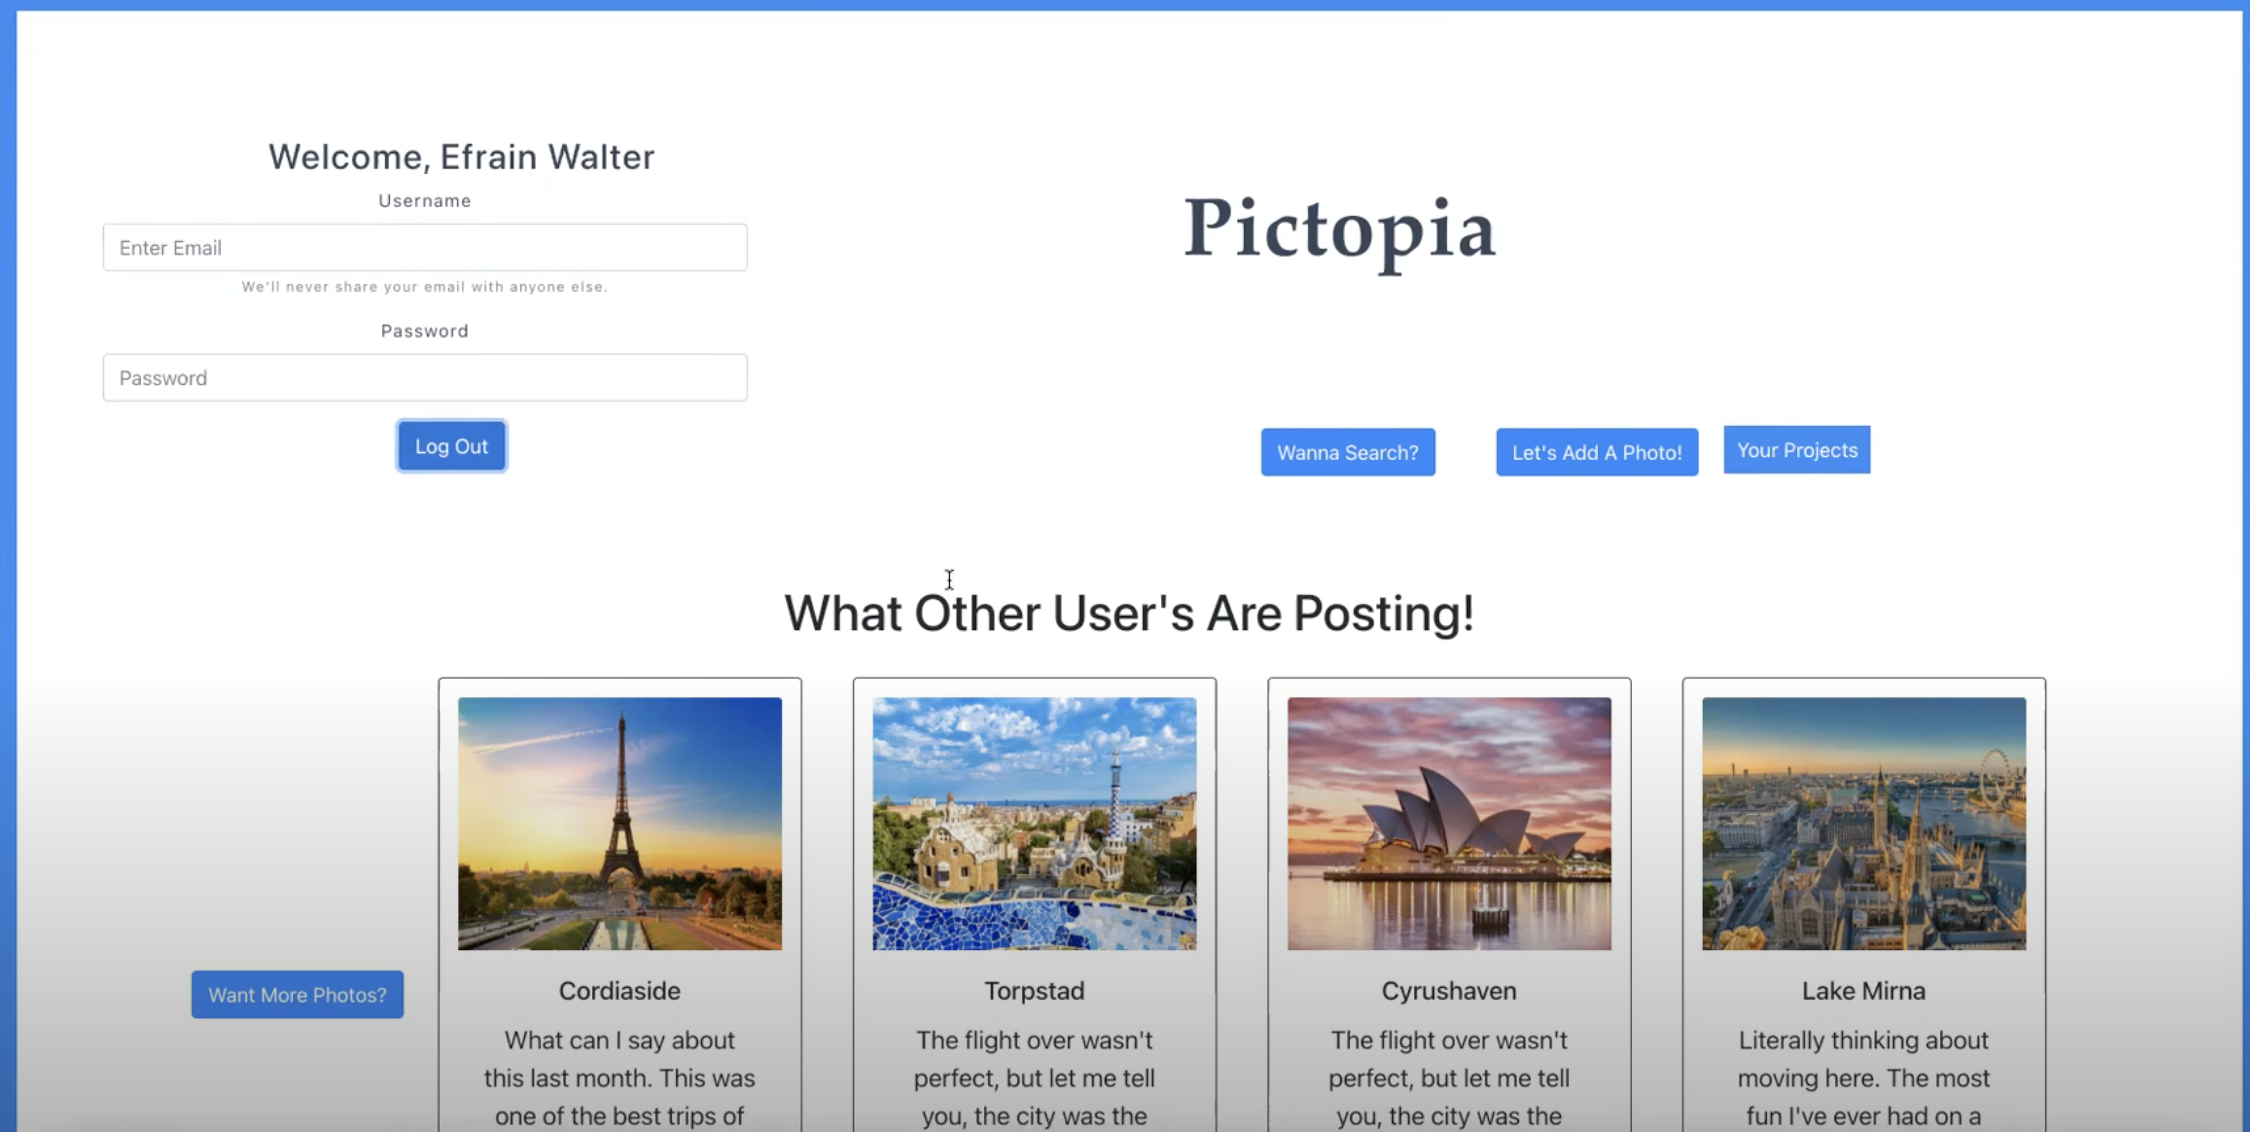 Welcome, Efrain Walter
Username
Enter Email
We'll never share your email with anyone else.
Password
Password
Log Out
Pictopia
Wanna Search?
Let's Add A Photo!
Your Projects
What Other User's Are Posting!
Want More Photos?
Cordiaside
What can I say about
this last month. This was
one of the best trips of
Torpstad
The flight over wasn't
perfect, but let me tell
you, the city was the
Cyrushaven
The flight over wasn't
perfect, but let me tell
you, the city was the
Lake Mirna
Literally thinking about
moving here. The most
fun I've ever had on a